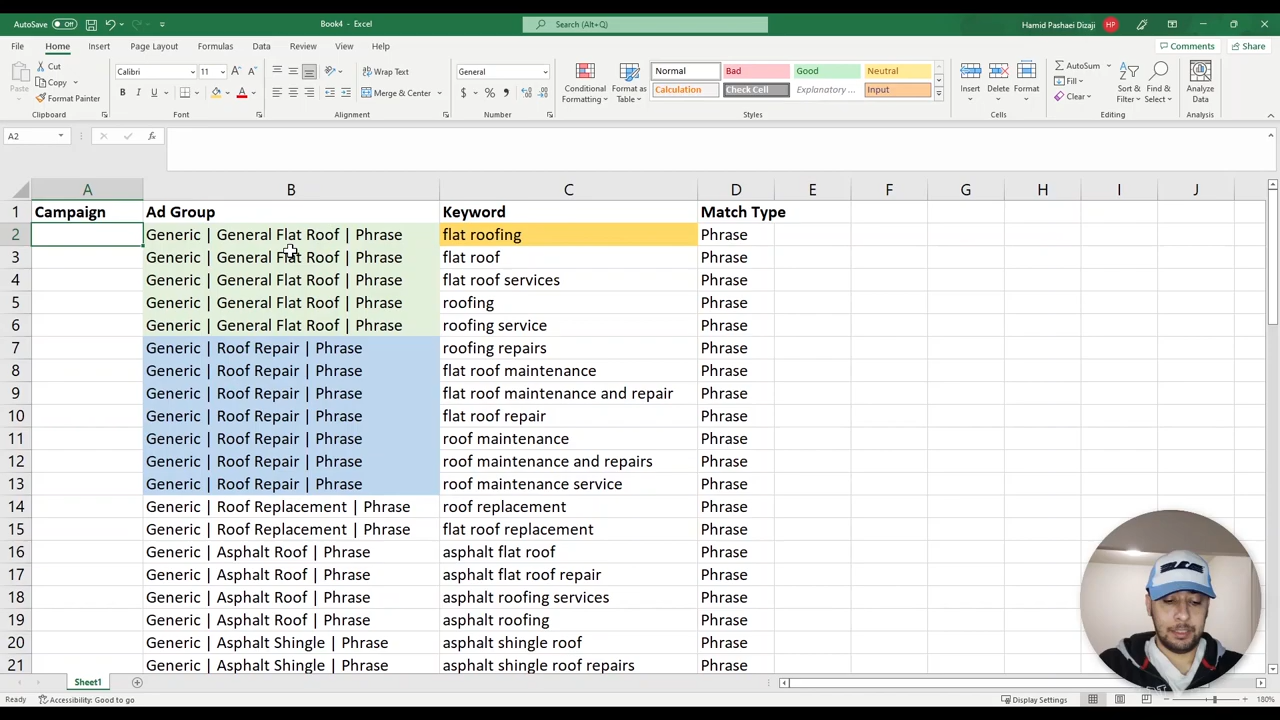 AutoSave Off Book4 - Excel Search (Alt+Q) Hamid Pashaei Dizaji HP
File Home Insert Page Layout Formulas Data Review View Help Comments Share
Paste Cut Copy Format Painter Clipboard
Calibri 11 B I U A Font
Wrap Text Merge & Center Alignment
General $ % Number
Conditional Formatting Format as Table
Normal Bad Good Neutral
Calculation Check Cell Explanatory ... Input
Styles
Insert Delete Format Cells
AutoSum Fill Clear Sort & Filter Find & Select Editing
Analyze Data Analysis
A2 fx
A B C D E F G H I J
1 Campaign Ad Group Keyword Match Type
2 Generic | General Flat Roof | Phrase flat roofing Phrase
3 Generic | General Flat Roof | Phrase flat roof Phrase
4 Generic | General Flat Roof | Phrase flat roof services Phrase
5 Generic | General Flat Roof | Phrase roofing Phrase
6 Generic | General Flat Roof | Phrase roofing service Phrase
7 Generic | Roof Repair | Phrase roofing repairs Phrase
8 Generic | Roof Repair | Phrase flat roof maintenance Phrase
9 Generic | Roof Repair | Phrase flat roof maintenance and repair Phrase
10 Generic | Roof Repair | Phrase flat roof repair Phrase
11 Generic | Roof Repair | Phrase roof maintenance Phrase
12 Generic | Roof Repair | Phrase roof maintenance and repairs Phrase
13 Generic | Roof Repair | Phrase roof maintenance service Phrase
14 Generic | Roof Replacement | Phrase roof replacement Phrase
15 Generic | Roof Replacement | Phrase flat roof replacement Phrase
16 Generic | Asphalt Roof | Phrase asphalt flat roof Phrase
17 Generic | Asphalt Roof | Phrase asphalt flat roof repair Phrase
18 Generic | Asphalt Roof | Phrase asphalt roofing services Phrase
19 Generic | Asphalt Roof | Phrase asphalt roofing Phrase
20 Generic | Asphalt Shingle | Phrase asphalt shingle roof Phrase
21 Generic | Asphalt Shingle | Phrase asphalt shingle roof repairs Phrase
Sheet1
Ready Accessibility: Good to go Display Settings 180%